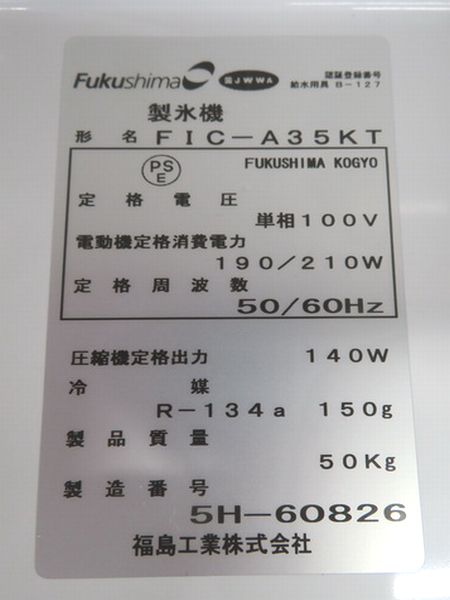 Fukushima JWWA 認証登録番号
給水用具 B-127
製氷機
形名 FIC-A35KT
PSE FUKUSHIMA KOGYO
定格電圧
単相100V
電動機定格消費電力
190/210W
定格周波数
50/60Hz
圧縮機定格出力 140W
冷媒
R-134a 150g
製品質量
50Kg
製造番号
5H-60826
福島工業株式会社